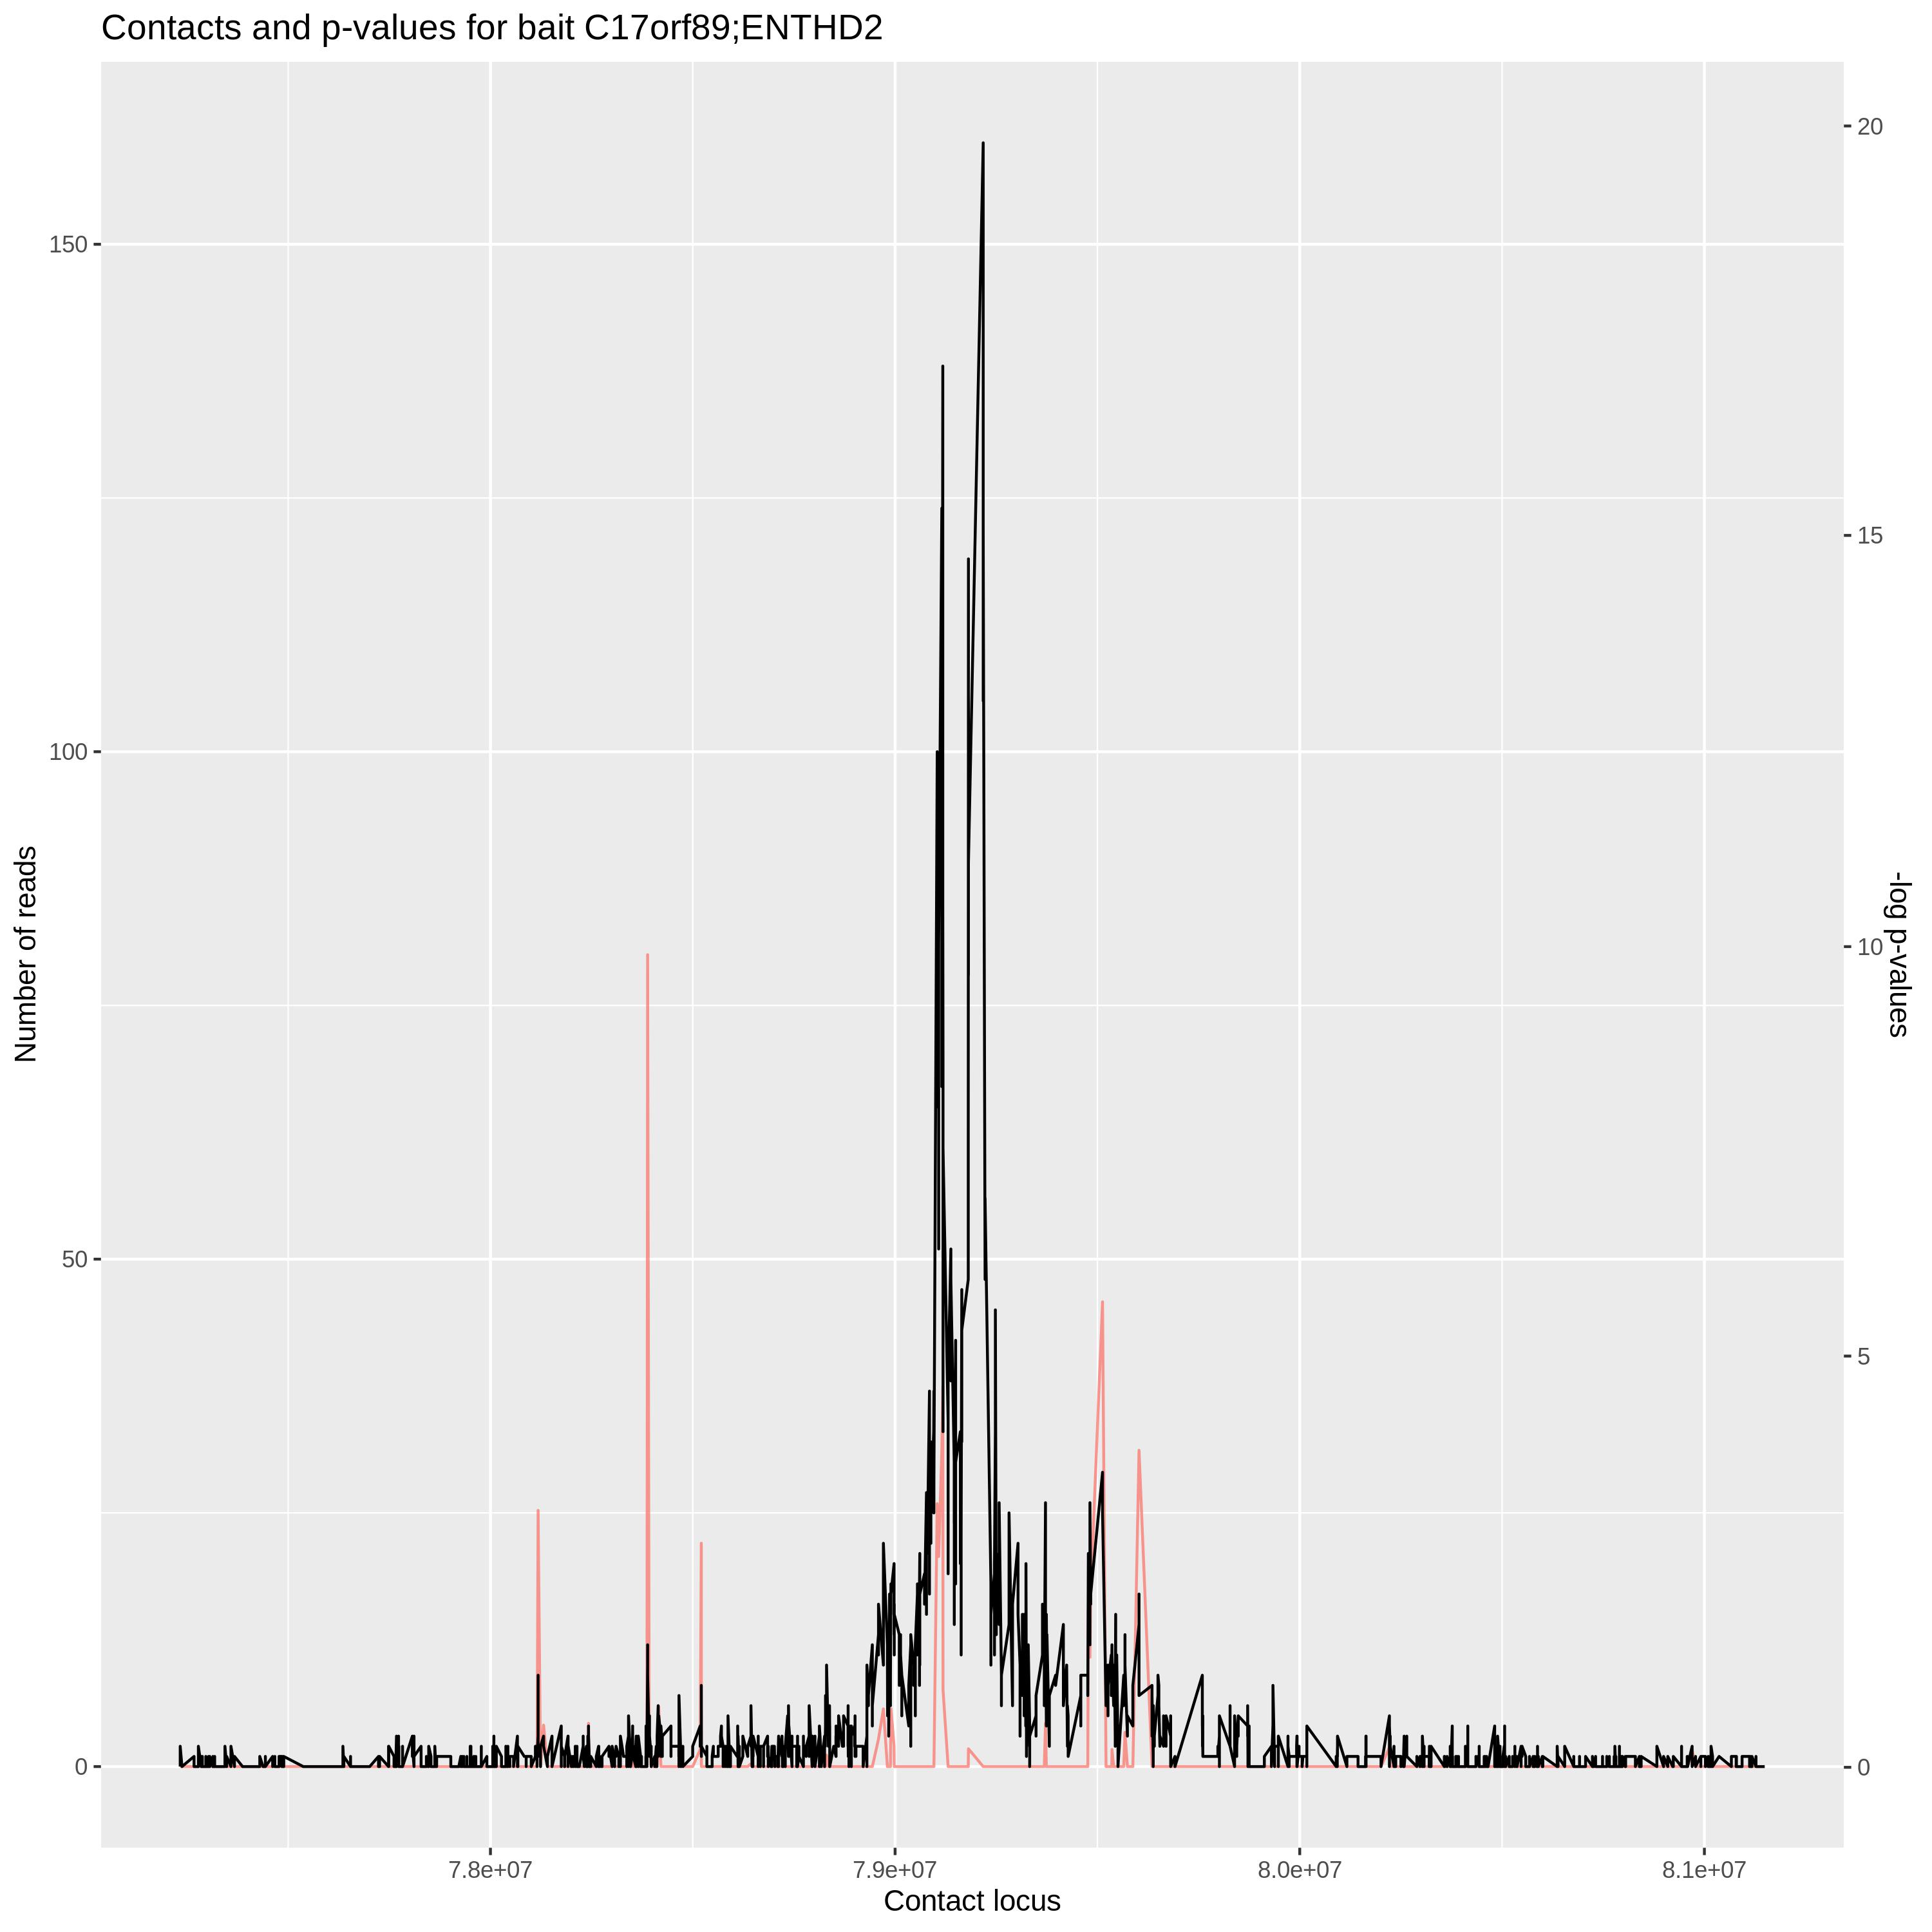 Contacts and p-values for bait C17orf89;ENTHD2
150
100
50
0
Number of reads
20
15
10
5
0
-log p-values
7.8e+07
7.9e+07
8.0e+07
8.1e+07
Contact locus